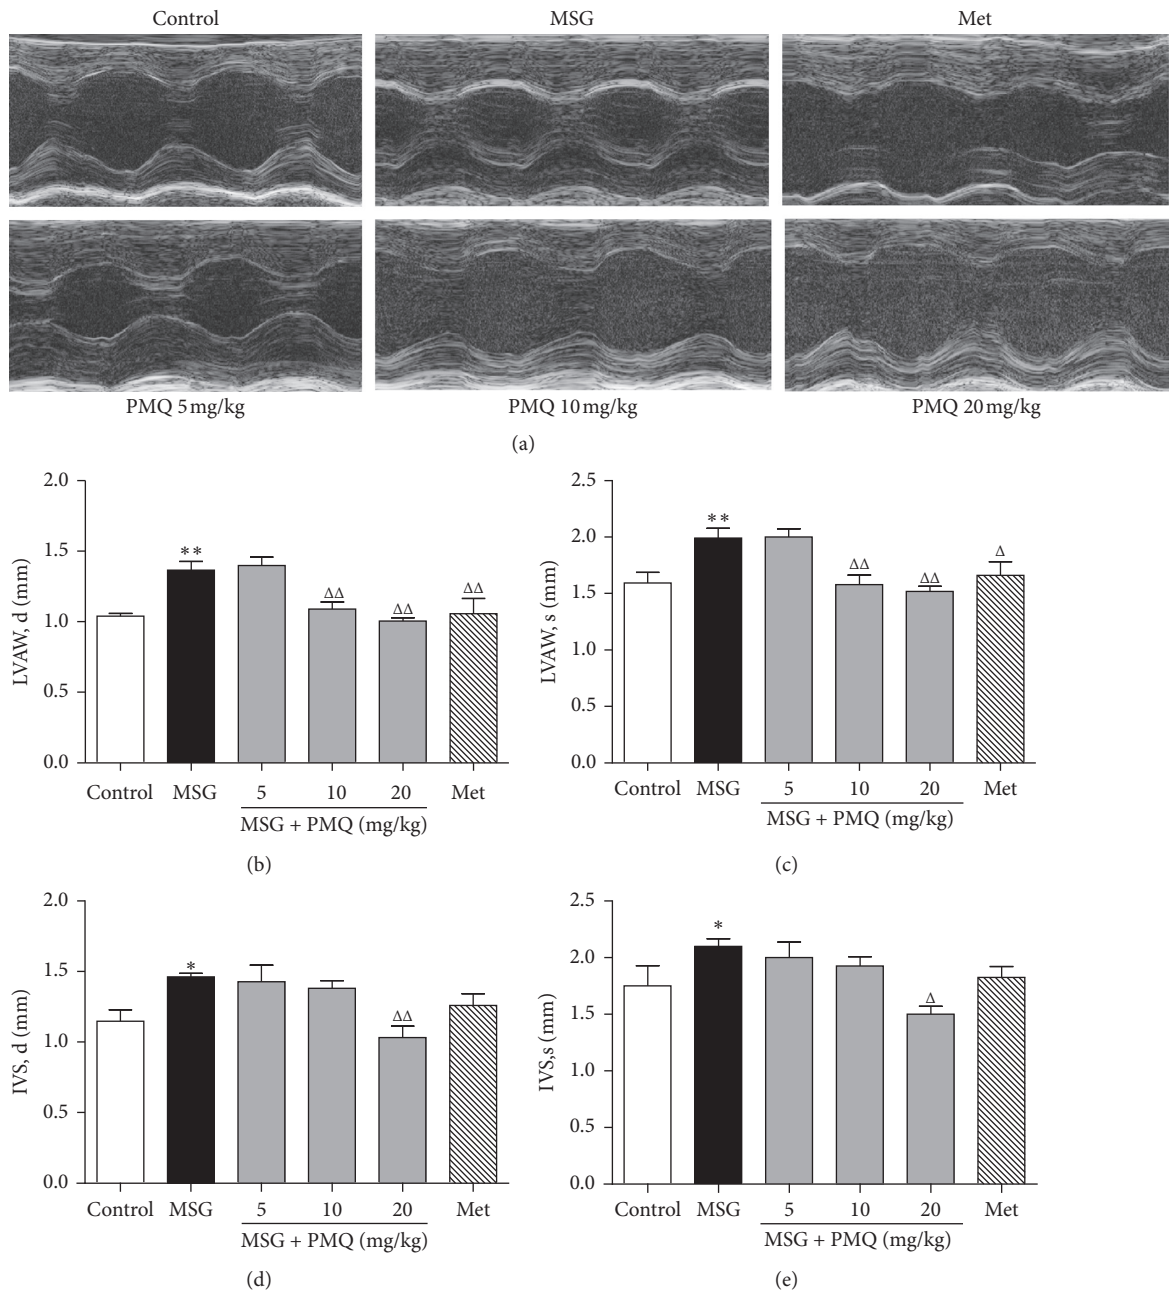 Control MSG Met
PMQ 5 mg/kg PMQ 10 mg/kg PMQ 20 mg/kg
(a)
2.0
1.5
1.0
0.5
0.0
LVAW, d (mm)
**
ΔΔ
ΔΔ
ΔΔ
Control MSG 5 10 20 Met
MSG + PMQ (mg/kg)
(b)
2.5
2.0
1.5
1.0
0.5
0.0
LVAW, s (mm)
**
ΔΔ
ΔΔ
Δ
Control MSG 5 10 20 Met
MSG + PMQ (mg/kg)
(c)
2.0
1.5
1.0
0.5
0.0
IVS, d (mm)
*
ΔΔ
Control MSG 5 10 20 Met
MSG + PMQ (mg/kg)
(d)
2.5
2.0
1.5
1.0
0.5
0.0
IVS,s (mm)
*
Δ
Control MSG 5 10 20 Met
MSG + PMQ (mg/kg)
(e)